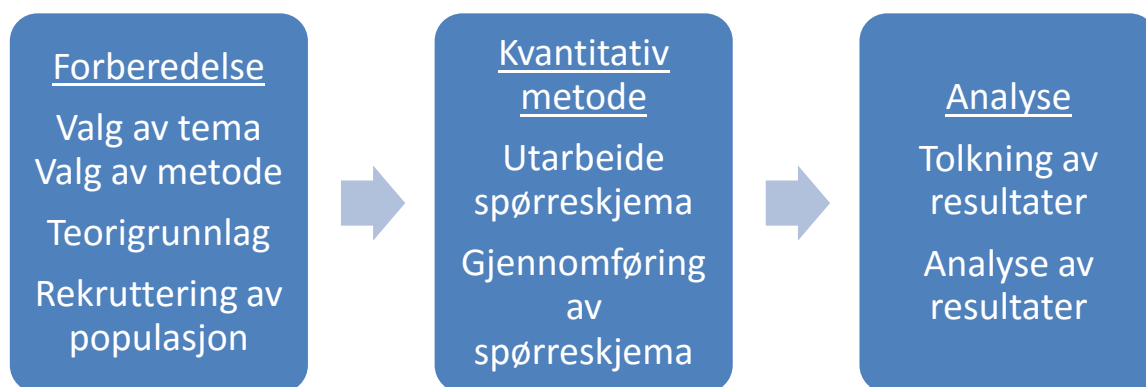 Forberedelse
Valg av tema
Valg av metode
Teorigrunnlag
Rekruttering av
populasjon
Kvantitativ
metode
Utarbeide
spørreskjema
Gjennomføring
av
spørreskjema
Analyse
Tolkning av
resultater
Analyse av
resultater